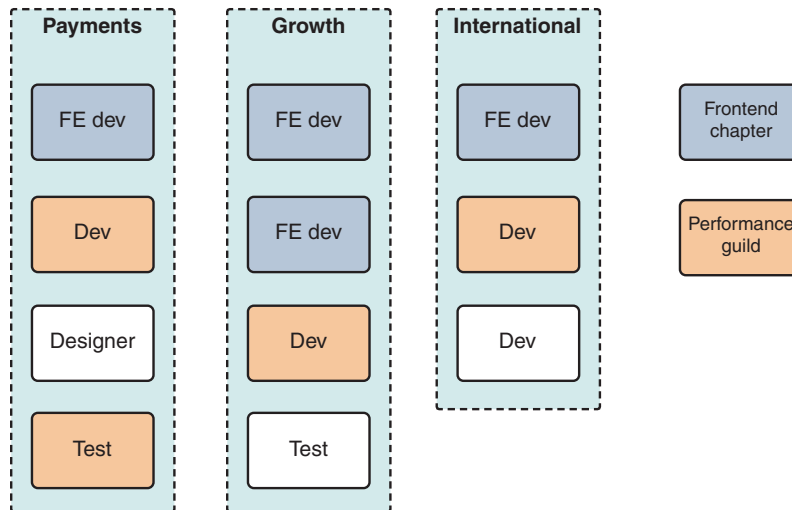 Payments
Growth
International
FE dev
FE dev
FE dev
Frontend
chapter
Dev
FE dev
Dev
Performance
guild
Designer
Dev
Dev
Test
Test